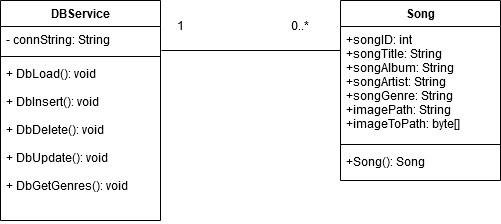 DBService
- connString: String
+ DbLoad(): void
+ DbInsert(): void
+ DbDelete(): void
+ DbUpdate(): void
+ DbGetGenres(): void
1
0..*
Song
+songID: int
+songTitle: String
+songAlbum: String
+songArtist: String
+songGenre: String
+imagePath: String
+imageToPath: byte[]
+Song(): Song